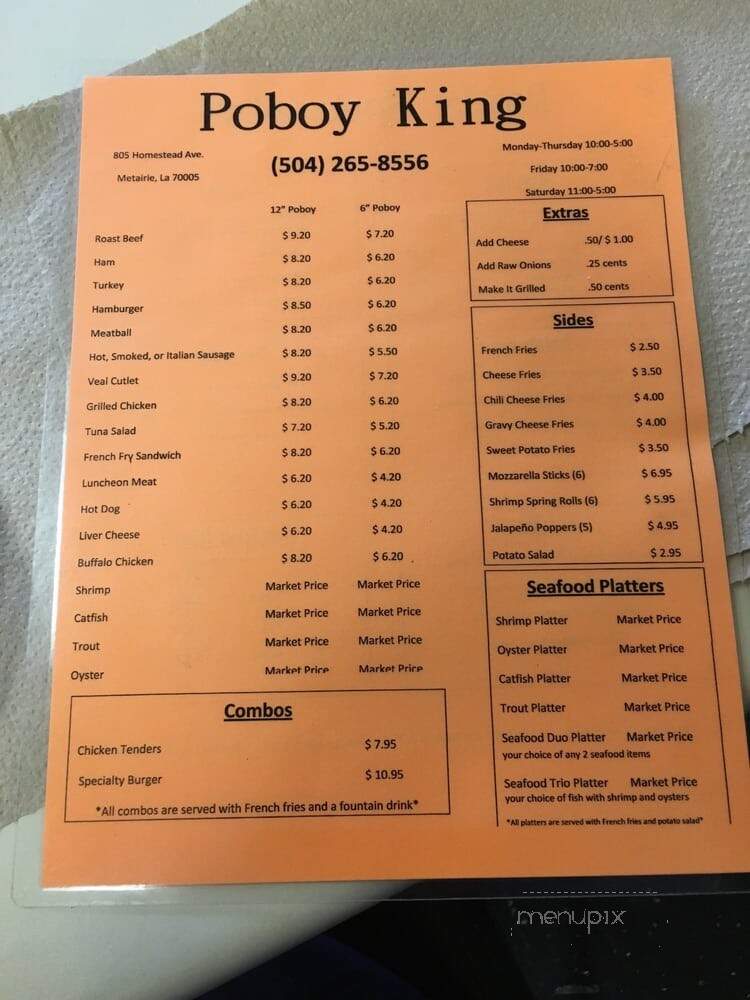 Poboy King
805 Homestead Ave.
Metairie, La 70005
(504) 265-8556
Monday-Thursday 10:00-5:00
Friday 10:00-7:00
Saturday 11:00-5:00
12" Poboy 6" Poboy
Roast Beef $ 9.20 $ 7.20
Ham $ 8.20 $ 6.20
Turkey $ 8.20 $ 6.20
Hamburger $ 8.50 $ 6.20
Meatball $ 8.20 $ 6.20
Hot, Smoked, or Italian Sausage $ 8.20 $ 5.50
Veal Cutlet $ 9.20 $ 7.20
Grilled Chicken $ 8.20 $ 6.20
Tuna Salad $ 7.20 $ 5.20
French Fry Sandwich $ 8.20 $ 6.20
Luncheon Meat $ 6.20 $ 4.20
Hot Dog $ 6.20 $ 4.20
Liver Cheese $ 6.20 $ 4.20
Buffalo Chicken $ 8.20 $ 6.20
Shrimp Market Price Market Price
Catfish Market Price Market Price
Trout Market Price Market Price
Oyster Market Price Market Price
Combos
Chicken Tenders $ 7.95
Specialty Burger $ 10.95
*All combos are served with French fries and a fountain drink*
Extras
Add Cheese .50/ $ 1.00
Add Raw Onions .25 cents
Make It Grilled .50 cents
Sides
French Fries $ 2.50
Cheese Fries $ 3.50
Chili Cheese Fries $ 4.00
Gravy Cheese Fries $ 4.00
Sweet Potato Fries $ 3.50
Mozzarella Sticks (6) $ 6.95
Shrimp Spring Rolls (6) $ 5.95
Jalapeño Poppers (5) $ 4.95
Potato Salad $ 2.95
Seafood Platters
Shrimp Platter Market Price
Oyster Platter Market Price
Catfish Platter Market Price
Trout Platter Market Price
Seafood Duo Platter Market Price
your choice of any 2 seafood items
Seafood Trio Platter Market Price
your choice of fish with shrimp and oysters
*All platters are served with French fries and potato salad*
menupix